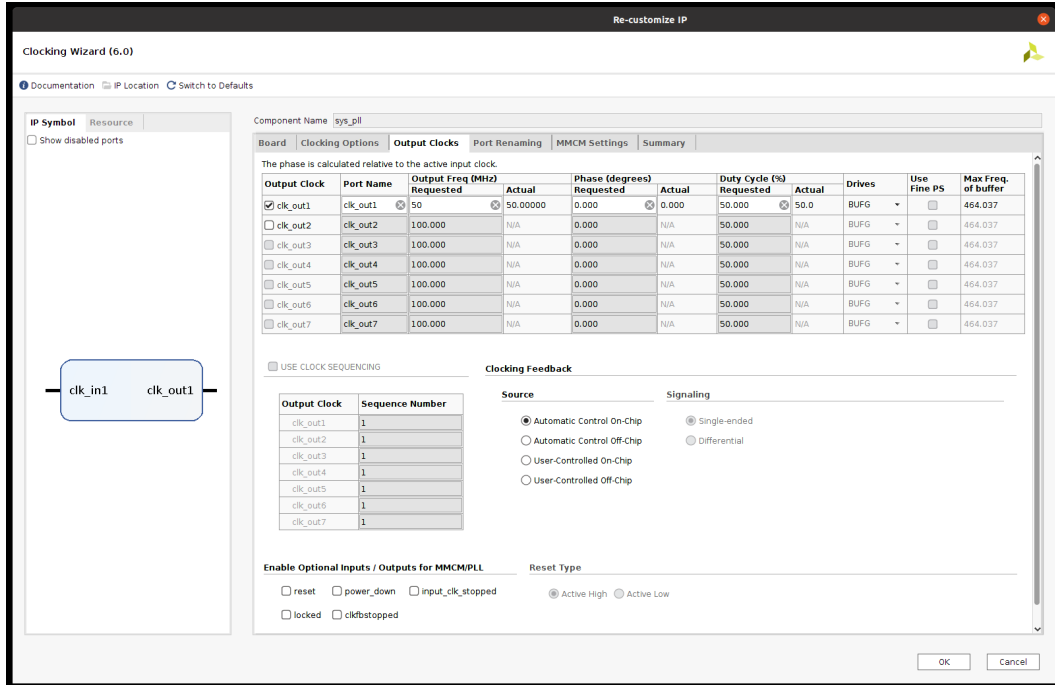 Re-customize IP
Clocking Wizard (6.0)
Documentation IP Location Switch to Defaults
IP Symbol Resource
Show disabled ports
clk_in1 clk_out1
Component Name sys_pll
Board Clocking Options Output Clocks Port Renaming MMCM Settings Summary
The phase is calculated relative to the active input clock.
Output Clock Port Name Output Freq (MHz) Phase (degrees) Duty Cycle (%) Drives Use Fine PS Max Freq. of buffer
Requested Actual Requested Actual Requested Actual
clk_out1 clk_out1 50 50.00000 0.000 0.000 50.000 50.0 BUFG 464.037
clk_out2 clk_out2 100.000 N/A 0.000 N/A 50.000 N/A BUFG 464.037
clk_out3 clk_out3 100.000 N/A 0.000 N/A 50.000 N/A BUFG 464.037
clk_out4 clk_out4 100.000 N/A 0.000 N/A 50.000 N/A BUFG 464.037
clk_out5 clk_out5 100.000 N/A 0.000 N/A 50.000 N/A BUFG 464.037
clk_out6 clk_out6 100.000 N/A 0.000 N/A 50.000 N/A BUFG 464.037
clk_out7 clk_out7 100.000 N/A 0.000 N/A 50.000 N/A BUFG 464.037
USE CLOCK SEQUENCING
Output Clock Sequence Number
clk_out1 1
clk_out2 1
clk_out3 1
clk_out4 1
clk_out5 1
clk_out6 1
clk_out7 1
Clocking Feedback
Source Signaling
Automatic Control On-Chip Single-ended
Automatic Control Off-Chip Differential
User-Controlled On-Chip
User-Controlled Off-Chip
Enable Optional Inputs / Outputs for MMCM/PLL Reset Type
reset power_down input_clk_stopped Active High Active Low
locked clkfbstopped
OK Cancel